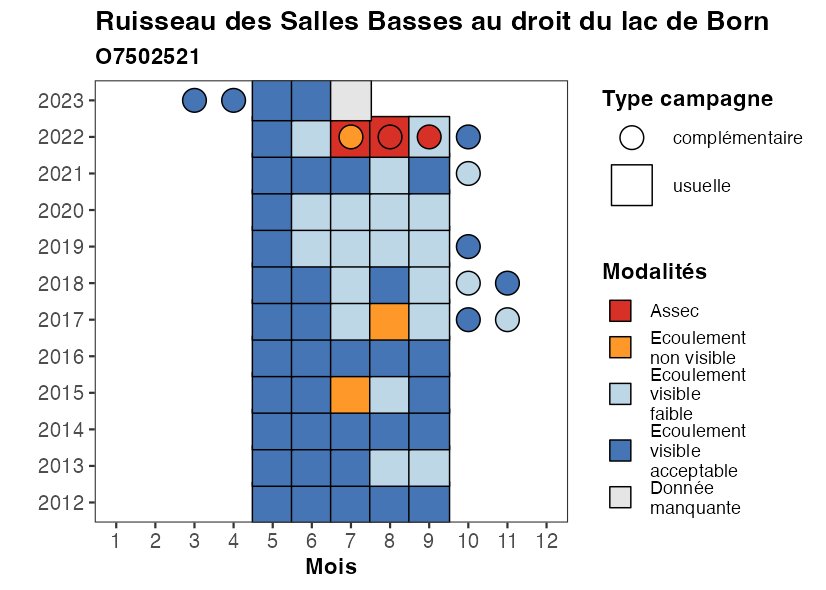 Ruisseau des Salles Basses au droit du lac de Born
O7502521
2023
2022
2021
2020
2019
2018
2017
2016
2015
2014
2013
2012
1 2 3 4 5 6 7 8 9 10 11 12
Mois
Type campagne
complémentaire
usuelle
Modalités
Assec
Ecoulement
non visible
Ecoulement
visible
faible
Ecoulement
visible
acceptable
Donnée
manquante